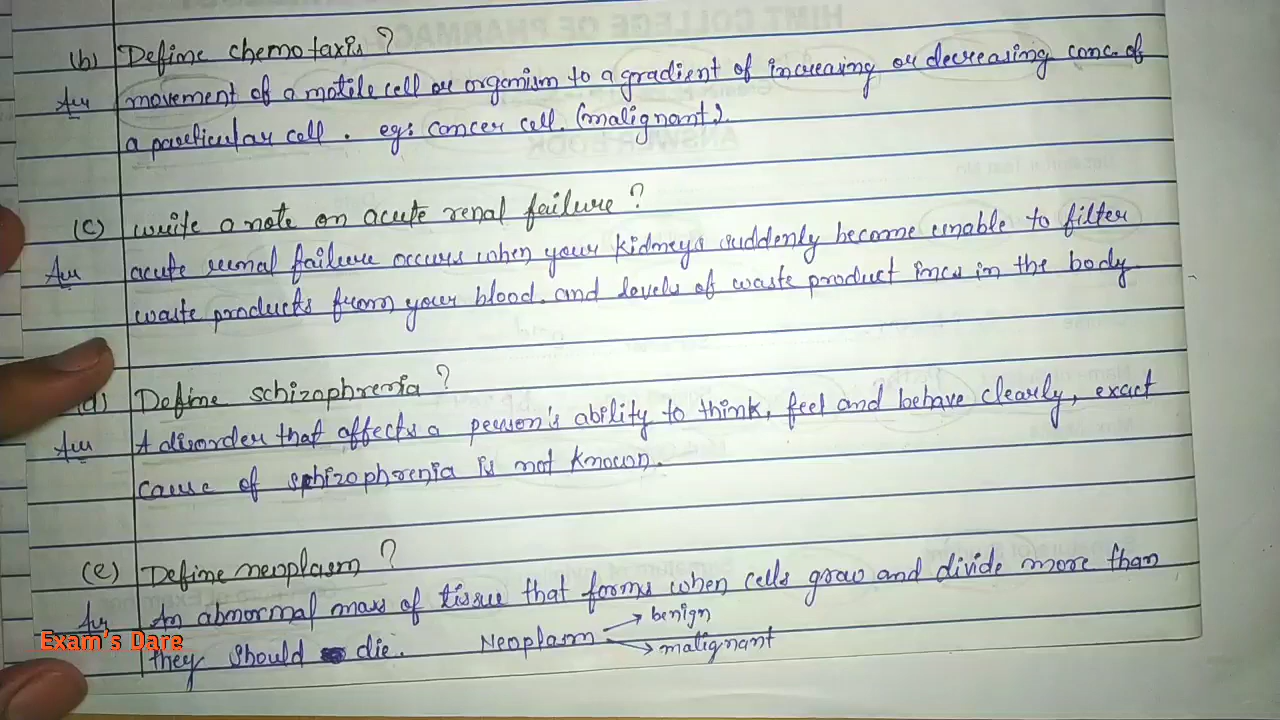 (b) Define chemotaxis ?
Ans movement of a motile cell or organism to a gradient of increasing or decreasing conc. of
a particular cell. eg: Cancer cell. (malignant).
(c) write a note on acute renal failure ?
Ans acute renal failure occurs when your kidneys suddenly become unable to filter
waste products from your blood. and levels of waste product incs in the body
(d) Define schizophrenia ?
Ans A disorder that affects a person's ability to think, feel and behave clearly, exact
cause of schizophrenia is not known.
(e) Define neoplasm ?
Ans An abnormal mass of tissue that forms when cells grow and divide more than
they should die. Neoplasm → benign
→ malignant
Exam's Dare